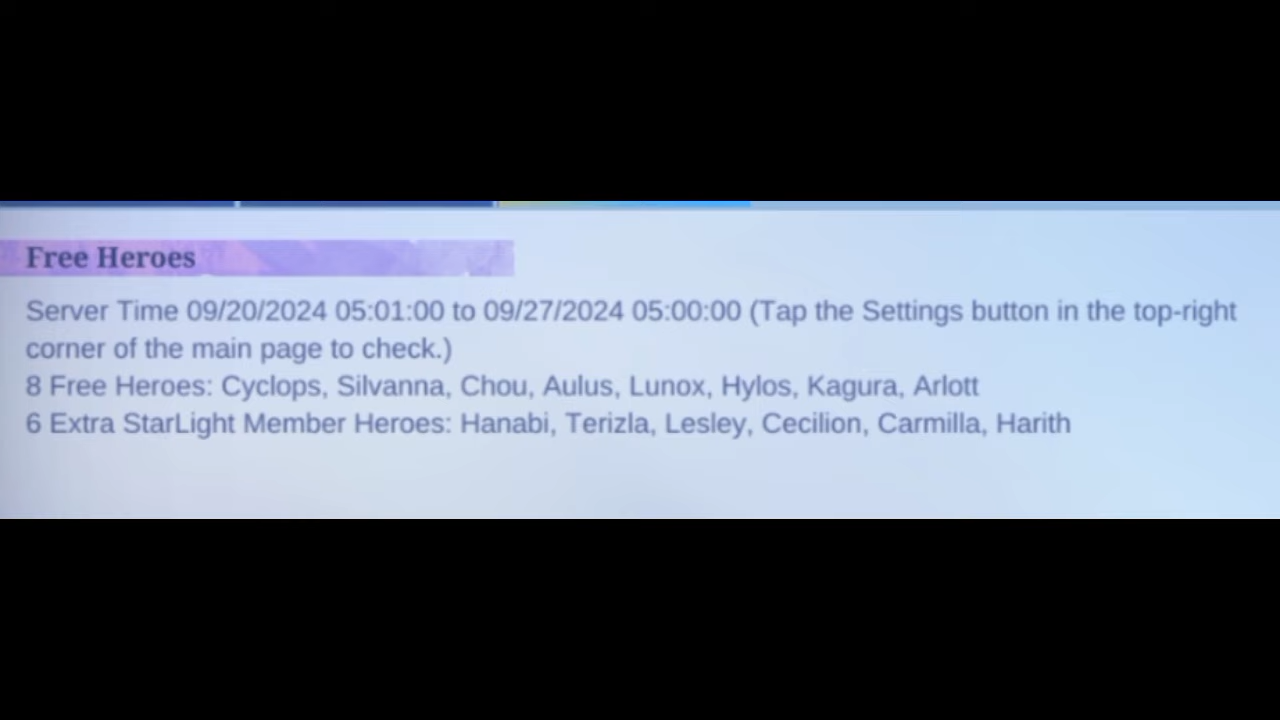 Free Heroes
Server Time 09/20/2024 05:01:00 to 09/27/2024 05:00:00 (Tap the Settings button in the top-right
corner of the main page to check.)
8 Free Heroes: Cyclops, Silvanna, Chou, Aulus, Lunox, Hylos, Kagura, Arlott
6 Extra StarLight Member Heroes: Hanabi, Terizla, Lesley, Cecilion, Carmilla, Harith